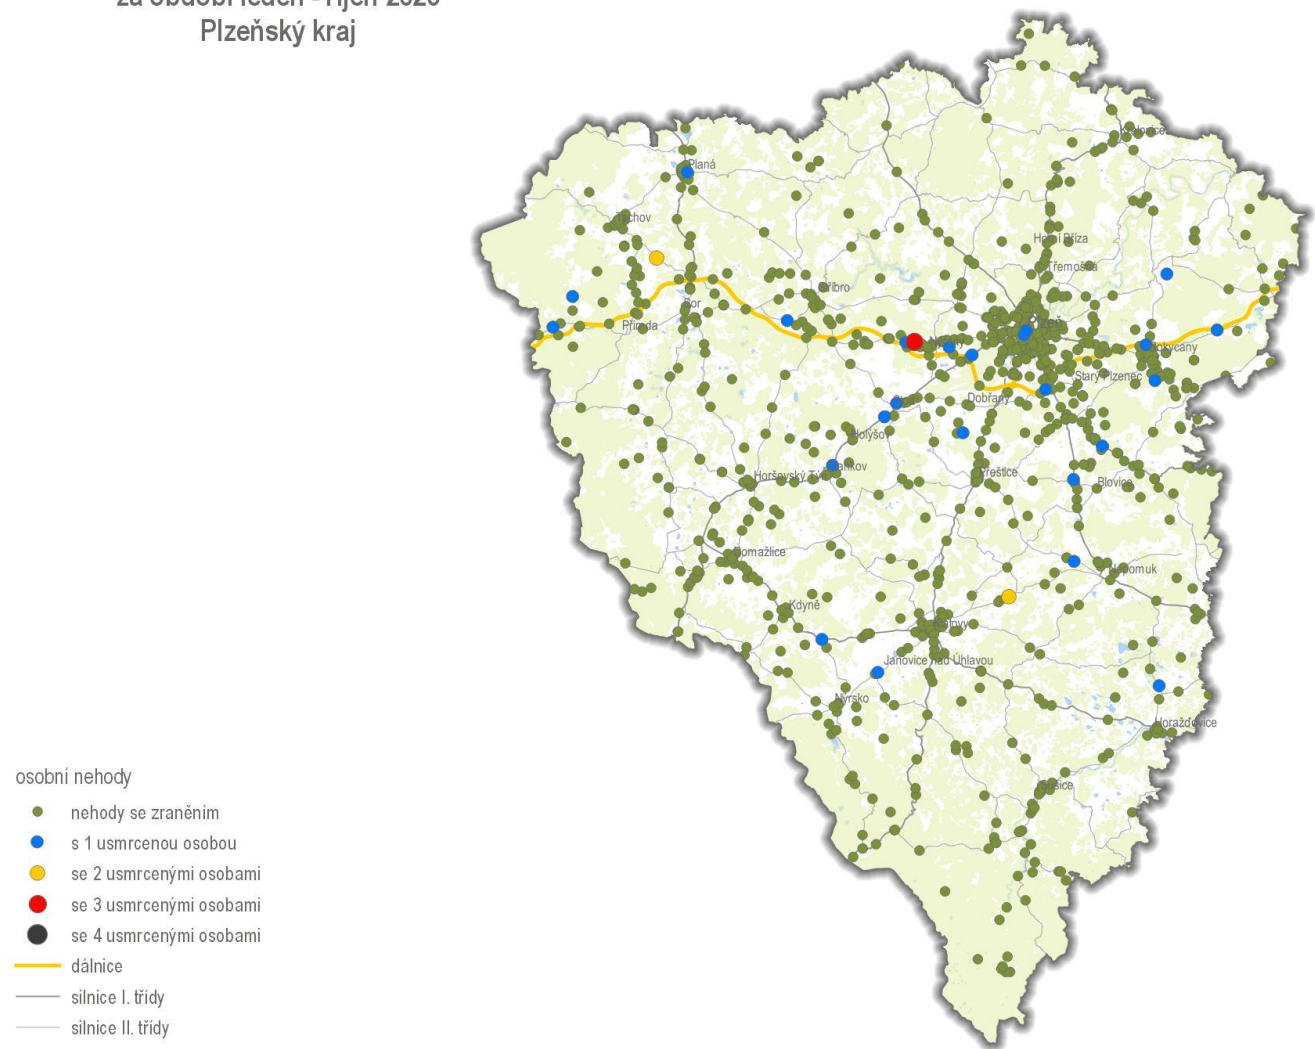 Plzeňský kraj
Planá
Tachov
Horní Bříza
Třemošná
Stříbro
Bor
Přimda
Plzeň
Nýřany
Rokycany
Starý Plzenec
Dobřany
Stod
Holýšov
Staňkov
Horšovský Týn
Přeštice
Blovice
Domažlice
Nepomuk
Kdyně
Klatovy
Janovice nad Úhlavou
Nýrsko
Horažďovice
Sušice
osobní nehody
nehody se zraněním
s 1 usmrcenou osobou
se 2 usmrcenými osobami
se 3 usmrcenými osobami
se 4 usmrcenými osobami
dálnice
silnice I. třídy
silnice II. třídy